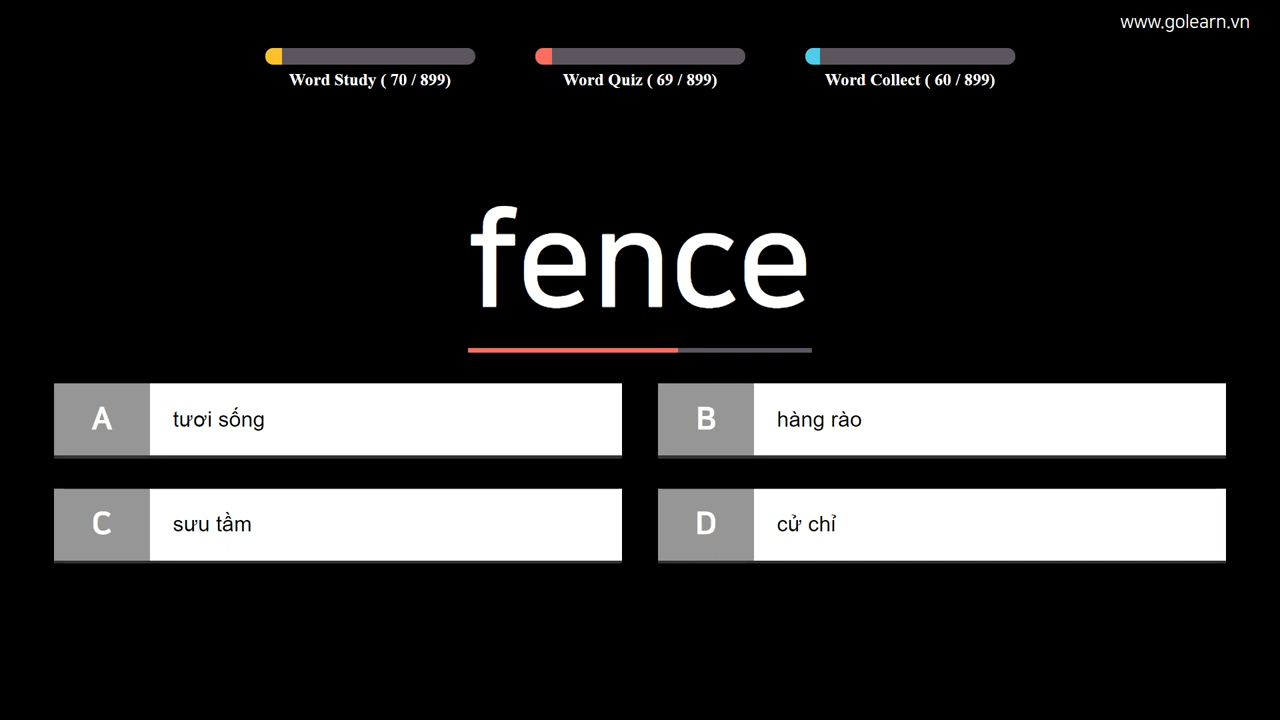 www.golearn.vn
Word Study ( 70 / 899)
Word Quiz ( 69 / 899)
Word Collect ( 60 / 899)
fence
A tươi sống
B hàng rào
C sưu tầm
D cử chỉ